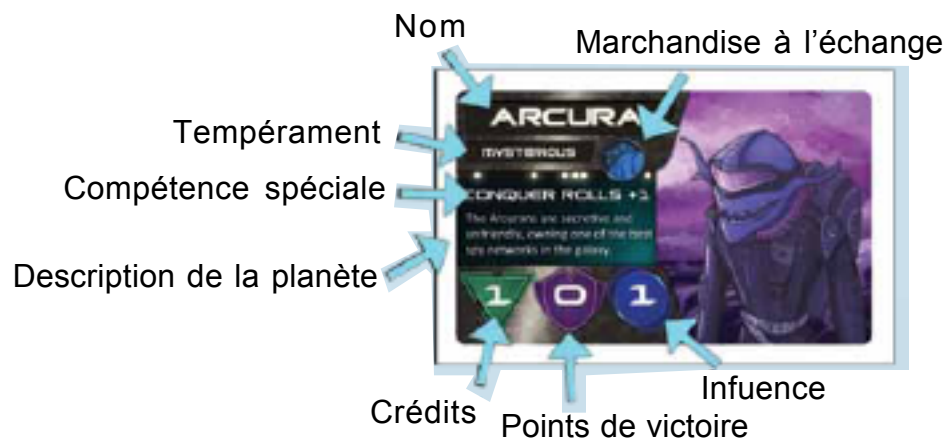 Nom
Marchandise à l'échange
Tempérament
Compétence spéciale
Description de la planète
ARCURA
MYSTERIOUS
CONQUER ROLLS +1
The Arcurans are secretive and
unfriendly, owning one of the best
spy networks in the galaxy.
1 0 1
Crédits
Points de victoire
Infuence